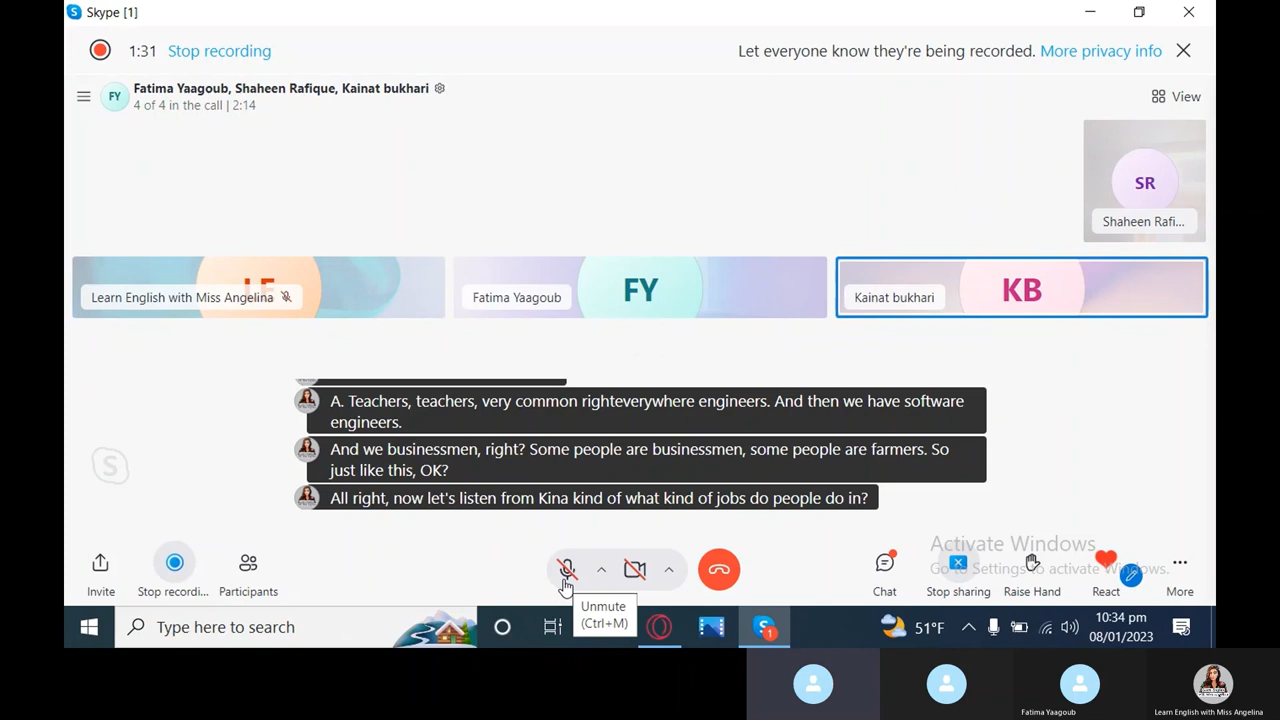 Skype [1]
1:31 Stop recording
Let everyone know they're being recorded. More privacy info
FY
Fatima Yaagoub, Shaheen Rafique, Kainat bukhari
4 of 4 in the call | 2:14
View
SR
Shaheen Rafi...
LE
Learn English with Miss Angelina
FY
Fatima Yaagoub
KB
Kainat bukhari
A. Teachers, teachers, very common righteverywhere engineers. And then we have software
engineers.
And we businessmen, right? Some people are businessmen, some people are farmers. So
just like this, OK?
All right, now let's listen from Kina kind of what kind of jobs do people do in?
Activate Windows
Go to Settings to activate Windows.
Invite
Stop recordi...
Participants
Chat
Stop sharing
Raise Hand
React
More
Unmute
(Ctrl+M)
Type here to search
1
51°F
10:34 pm
08/01/2023
Fatima Yaagoub
Learn English with Miss Angelina